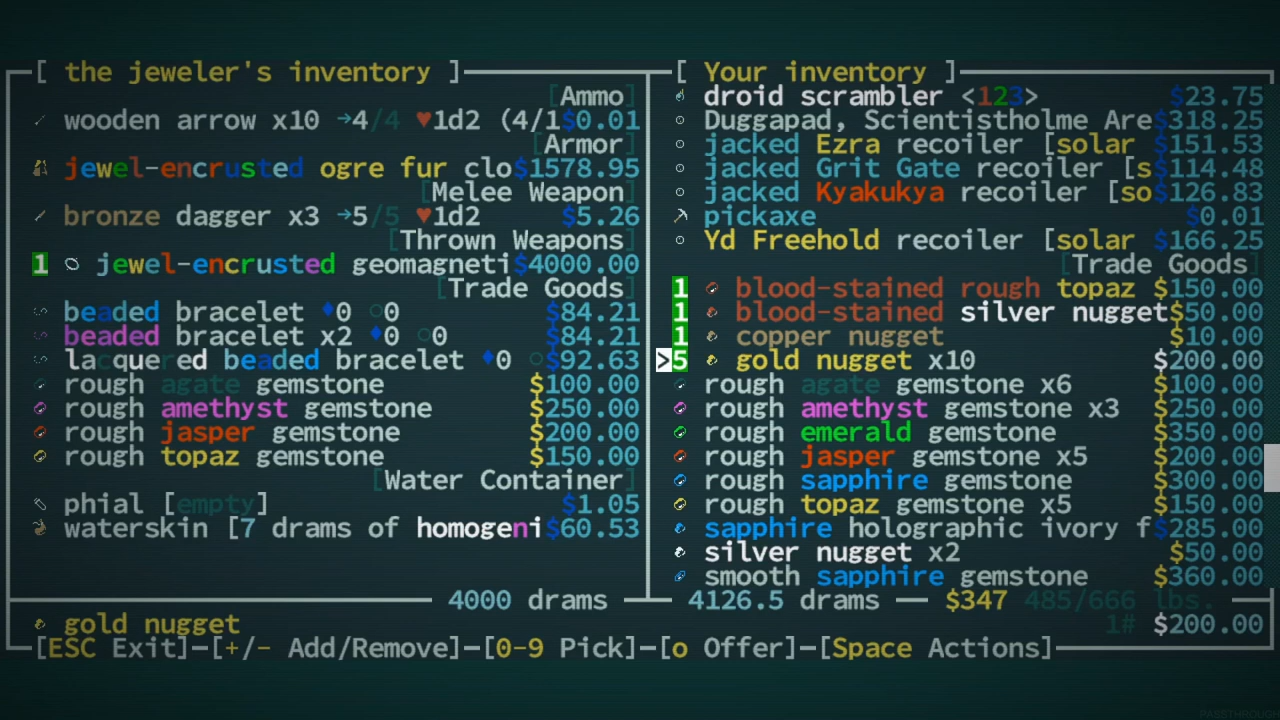 [ the jeweler's inventory ]
[Ammo]
wooden arrow x10 →4/4 ♥1d2 (4/1$0.01
[Armor]
jewel-encrusted ogre fur clo$1578.95
[Melee Weapon]
bronze dagger x3 →5/5 ♥1d2 $5.26
[Thrown Weapons]
1 jewel-encrusted geomagneti$4000.00
[Trade Goods]
beaded bracelet ♦0 ○0 $84.21
beaded bracelet x2 ♦0 ○0 $84.21
lacquered beaded bracelet ♦0 ○$92.63
rough agate gemstone $100.00
rough amethyst gemstone $250.00
rough jasper gemstone $200.00
rough topaz gemstone $150.00
[Water Container]
phial [empty] $1.05
waterskin [7 drams of homogeni$60.53
4000 drams
[ Your inventory ]
droid scrambler <123> $23.75
Duggapad, Scientistholme Are$318.25
jacked Ezra recoiler [solar $151.53
jacked Grit Gate recoiler [s$114.48
jacked Kyakukya recoiler [so$126.83
pickaxe $0.01
Yd Freehold recoiler [solar $166.25
[Trade Goods]
1 blood-stained rough topaz $150.00
1 blood-stained silver nugget$50.00
1 copper nugget $10.00
>5 gold nugget x10 $200.00
rough agate gemstone x6 $100.00
rough amethyst gemstone x3 $250.00
rough emerald gemstone $350.00
rough jasper gemstone x5 $200.00
rough sapphire gemstone $300.00
rough topaz gemstone x5 $150.00
sapphire holographic ivory f$285.00
silver nugget x2 $50.00
smooth sapphire gemstone $360.00
4126.5 drams — $347 485/666 lbs.
gold nugget 1# $200.00
[ESC Exit]-[+/- Add/Remove]-[0-9 Pick]-[o Offer]-[Space Actions]